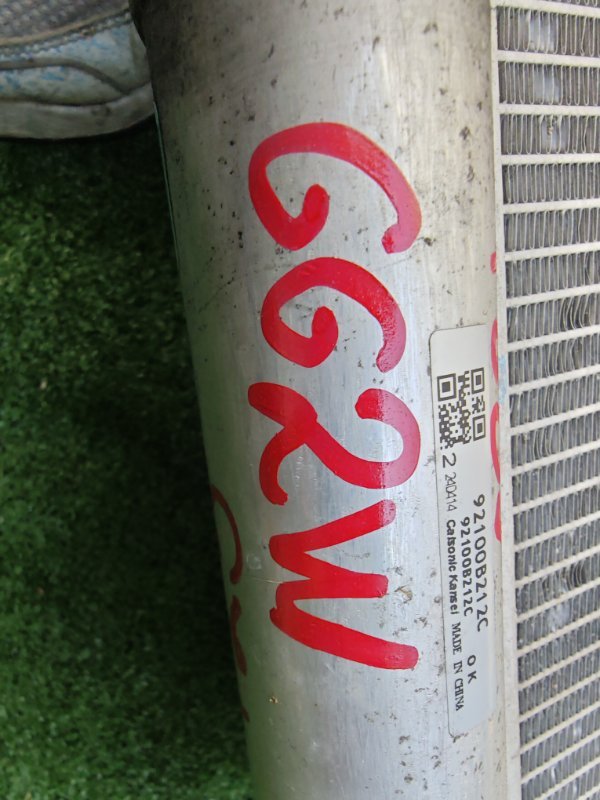 GG2W
92100B212C OK
92100B212C
2 240414 Calsonic Kansei MADE IN CHINA